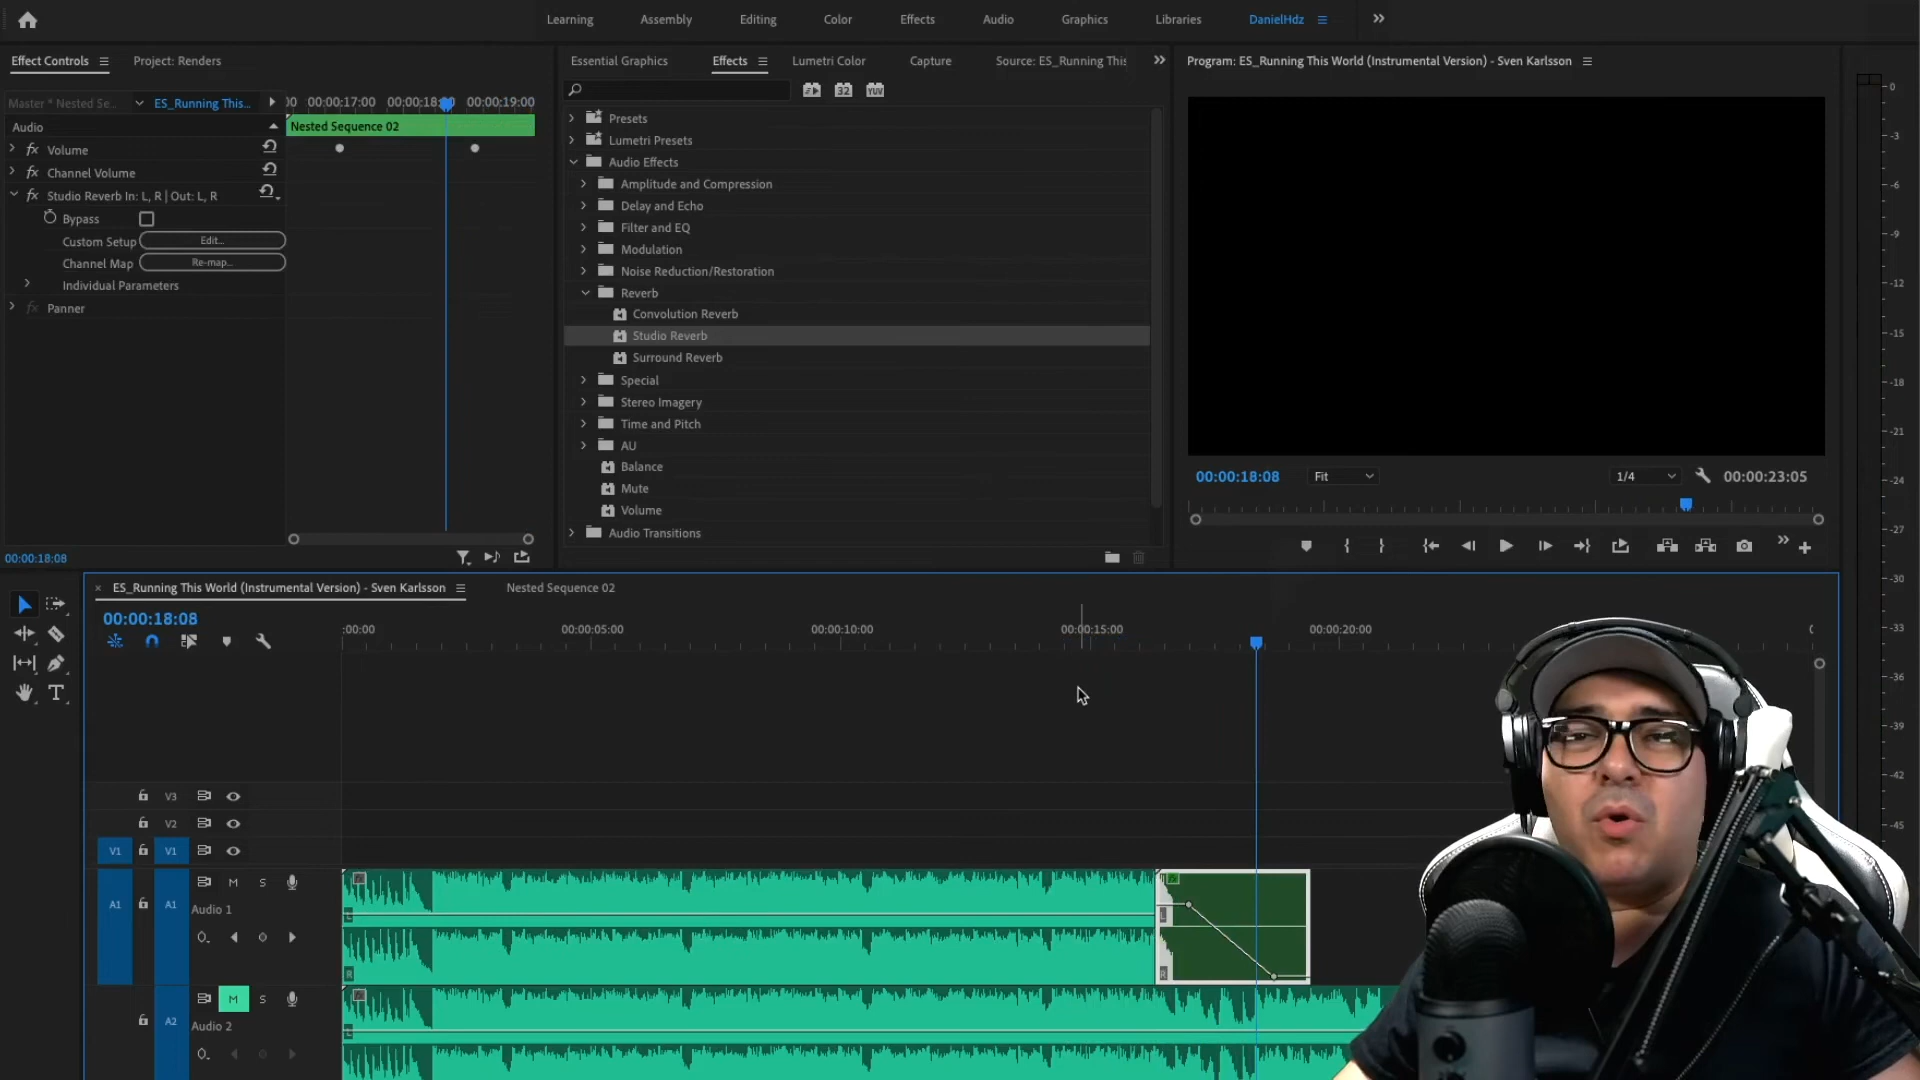 Learning
Assembly
Editing
Color
Effects
Audio
Graphics
Libraries
DanielHdz
Effect Controls
Project: Renders
Essential Graphics
Effects
Lumetri Color
Capture
Source: ES_Running This
Program: ES_Running This World (Instrumental Version) - Sven Karlsson
Master * Nested Se...
ES_Running This...
00:00:17:00
00:00:18
00:00:19:00
Audio
Nested Sequence 02
fx Volume
fx Channel Volume
fx Studio Reverb In: L, R | Out: L, R
Bypass
Custom Setup
Edit...
Channel Map
Re-map...
Individual Parameters
fx Panner
00:00:18:08
32
YUV
Presets
Lumetri Presets
Audio Effects
Amplitude and Compression
Delay and Echo
Filter and EQ
Modulation
Noise Reduction/Restoration
Reverb
Convolution Reverb
Studio Reverb
Surround Reverb
Special
Stereo Imagery
Time and Pitch
AU
Balance
Mute
Volume
Audio Transitions
00:00:18:08
Fit
1/4
00:00:23:05
0
-3
-6
-9
-12
-15
-18
-21
-24
-27
-30
-33
-36
-39
-42
-45
ES_Running This World (Instrumental Version) - Sven Karlsson
Nested Sequence 02
00:00:18:08
:00:00
00:00:05:00
00:00:10:00
00:00:15:00
00:00:20:00
V3
V2
V1
V1
A1
A1
M
S
Audio 1
L
R
L
R
A2
M
S
Audio 2
L